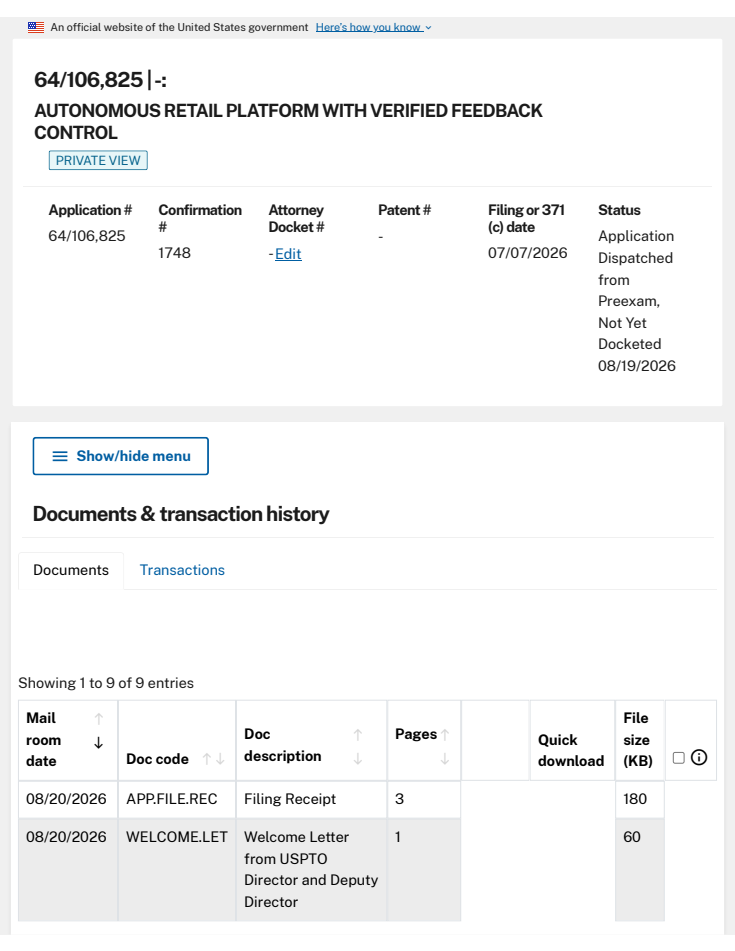 An official website of the United States government Here's how you know
64/106,825 | -:
AUTONOMOUS RETAIL PLATFORM WITH VERIFIED FEEDBACK
CONTROL
PRIVATE VIEW
Application # Confirmation # Attorney Docket # Patent # Filing or 371 (c) date Status
64/106,825 1748 - Edit - 07/07/2026 Application
Dispatched
from
Preexam,
Not Yet
Docketed
08/19/2026
Show/hide menu
Documents & transaction history
Documents Transactions
Showing 1 to 9 of 9 entries
Mail room date Doc code Doc description Pages Quick download File size (KB)
08/20/2026 APP.FILE.REC Filing Receipt 3 180
08/20/2026 WELCOME.LET Welcome Letter 1 60
from USPTO
Director and Deputy
Director